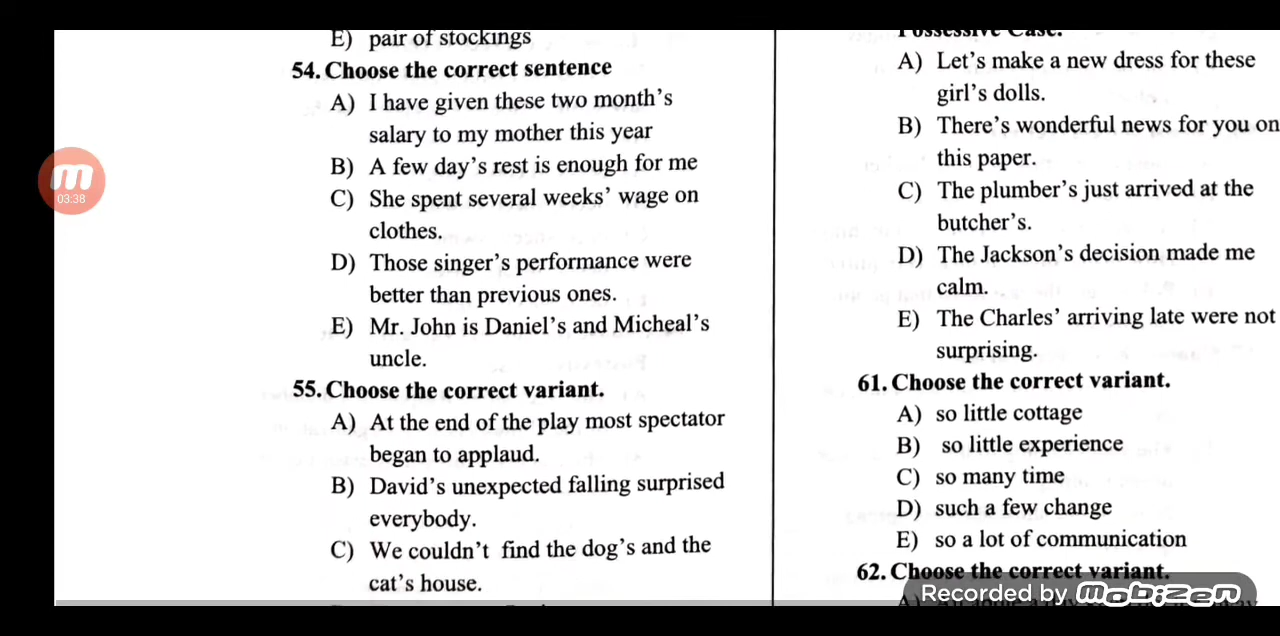 E) pair of stockings
54. Choose the correct sentence
A) I have given these two month's
salary to my mother this year
B) A few day's rest is enough for me
C) She spent several weeks' wage on
clothes.
D) Those singer's performance were
better than previous ones.
E) Mr. John is Daniel's and Micheal's
uncle.
55. Choose the correct variant.
A) At the end of the play most spectator
began to applaud.
B) David's unexpected falling surprised
everybody.
C) We couldn't find the dog's and the
cat's house.
Possessive Case.
A) Let's make a new dress for these
girl's dolls.
B) There's wonderful news for you on
this paper.
C) The plumber's just arrived at the
butcher's.
D) The Jackson's decision made me
calm.
E) The Charles' arriving late were not
surprising.
61. Choose the correct variant.
A) so little cottage
B) so little experience
C) so many time
D) such a few change
E) so a lot of communication
62. Choose the correct variant.
03:38
Recorded by mobizen